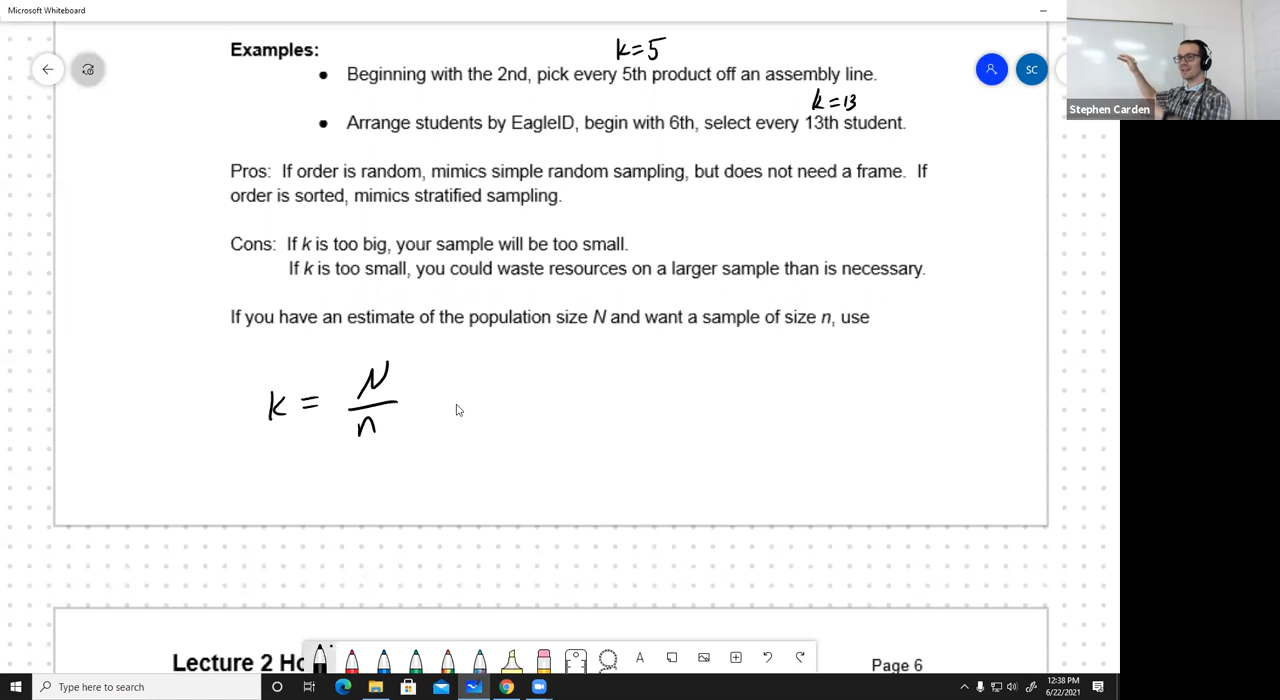 Microsoft Whiteboard
Examples:
k=5
• Beginning with the 2nd, pick every 5th product off an assembly line.
k=13
• Arrange students by EagleID, begin with 6th, select every 13th student.
Pros: If order is random, mimics simple random sampling, but does not need a frame. If
order is sorted, mimics stratified sampling.
Cons: If k is too big, your sample will be too small.
If k is too small, you could waste resources on a larger sample than is necessary.
If you have an estimate of the population size N and want a sample of size n, use
k = N/n
SC
Stephen Carden
Lecture 2 Ho
Page 6
A
Type here to search
12:38 PM
6/22/2021